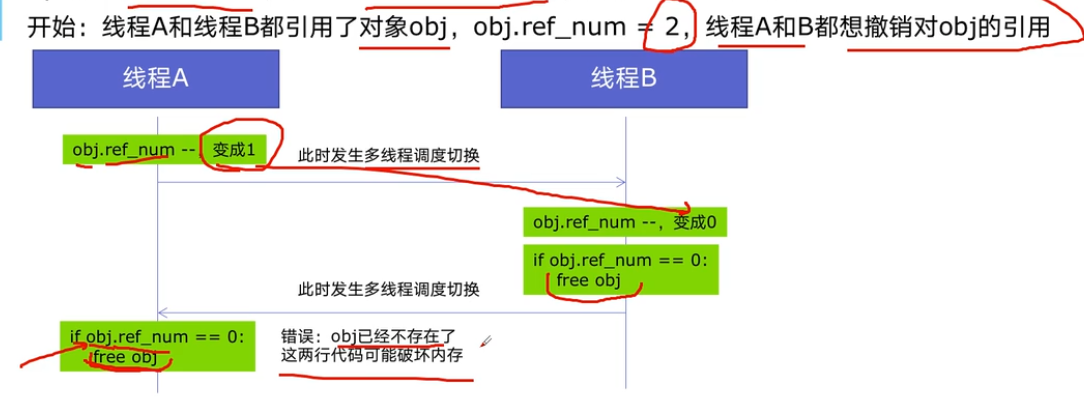 开始：线程A和线程B都引用了对象obj，obj.ref_num = 2，线程A和B都想撤销对obj的引用
线程A
线程B
obj.ref_num --，变成1
此时发生多线程调度切换
obj.ref_num --，变成0
if obj.ref_num == 0:
free obj
此时发生多线程调度切换
if obj.ref_num == 0:
free obj
错误：obj已经不存在了
这两行代码可能破坏内存